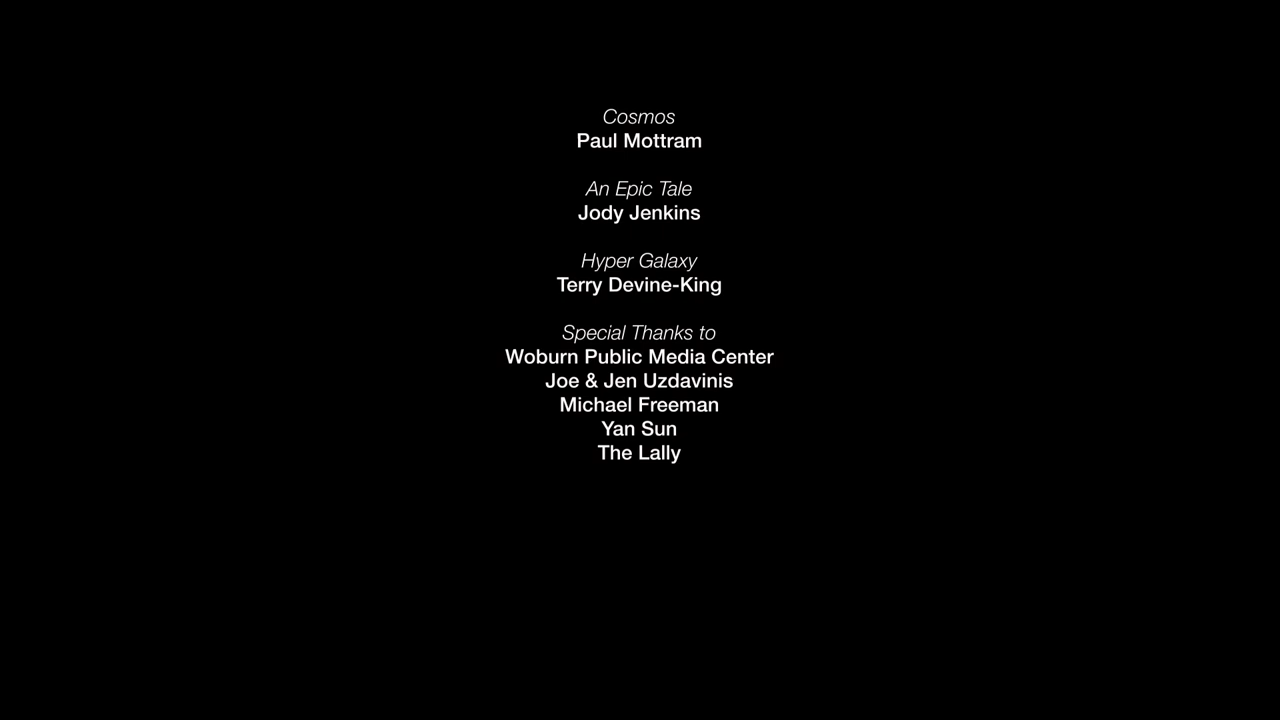 Cosmos
Paul Mottram
An Epic Tale
Jody Jenkins
Hyper Galaxy
Terry Devine-King
Special Thanks to
Woburn Public Media Center
Joe & Jen Uzdavinis
Michael Freeman
Yan Sun
The Lally